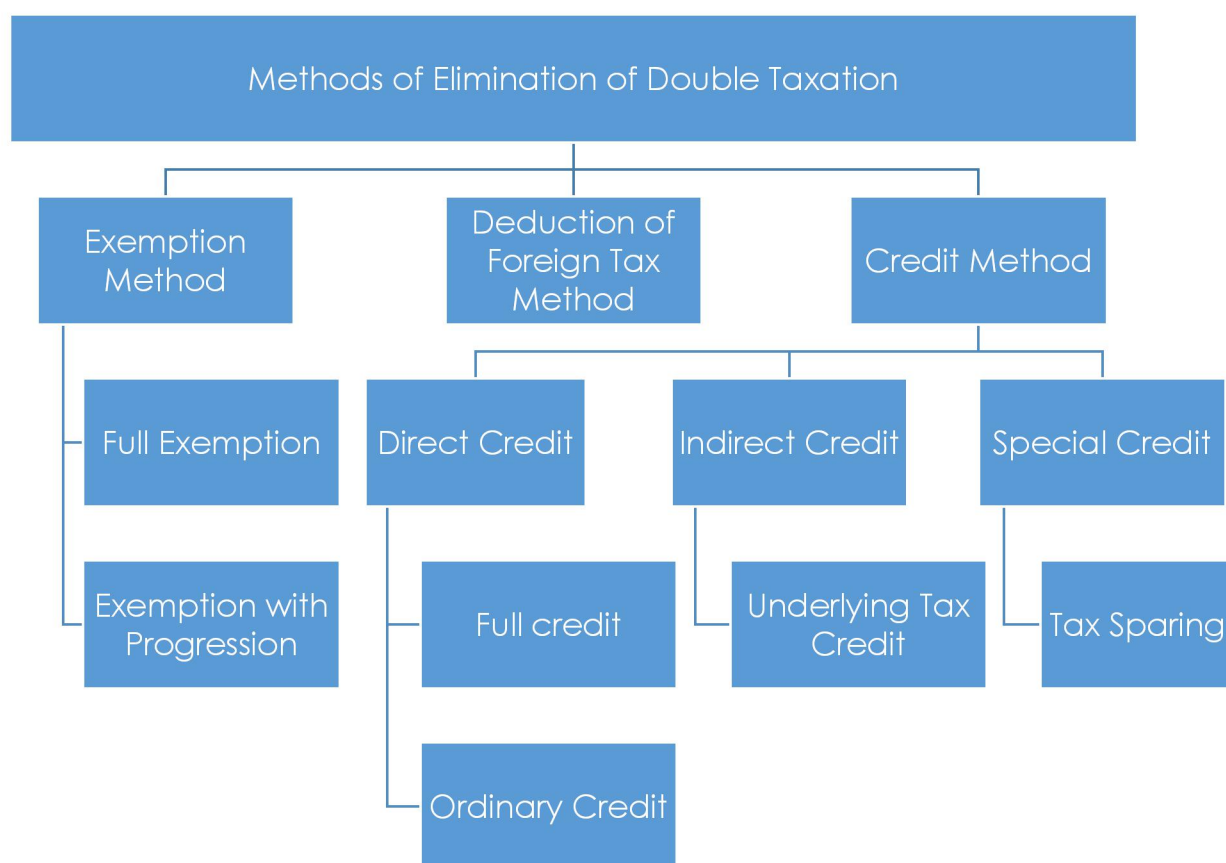 Methods of Elimination of Double Taxation
Exemption
Method
Deduction of
Foreign Tax
Method
Credit Method
Full Exemption
Direct Credit
Indirect Credit
Special Credit
Exemption with
Progression
Full credit
Underlying Tax
Credit
Tax Sparing
Ordinary Credit